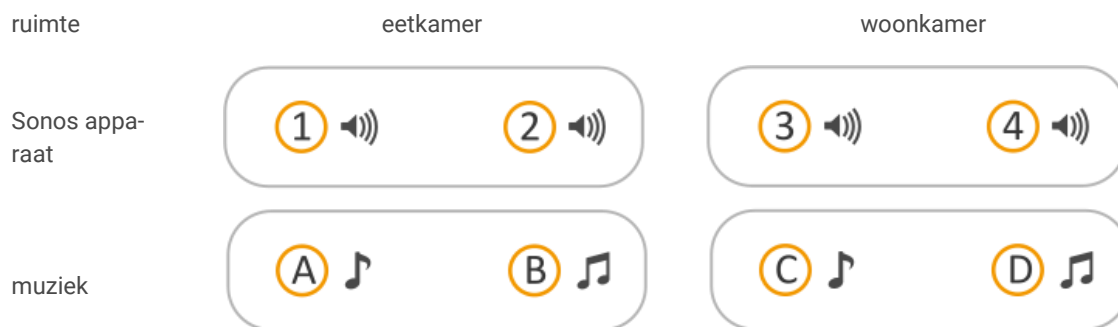 ruimte eetkamer woonkamer
1 2 3 4
Sonos appa-
raat
A B C D
muziek